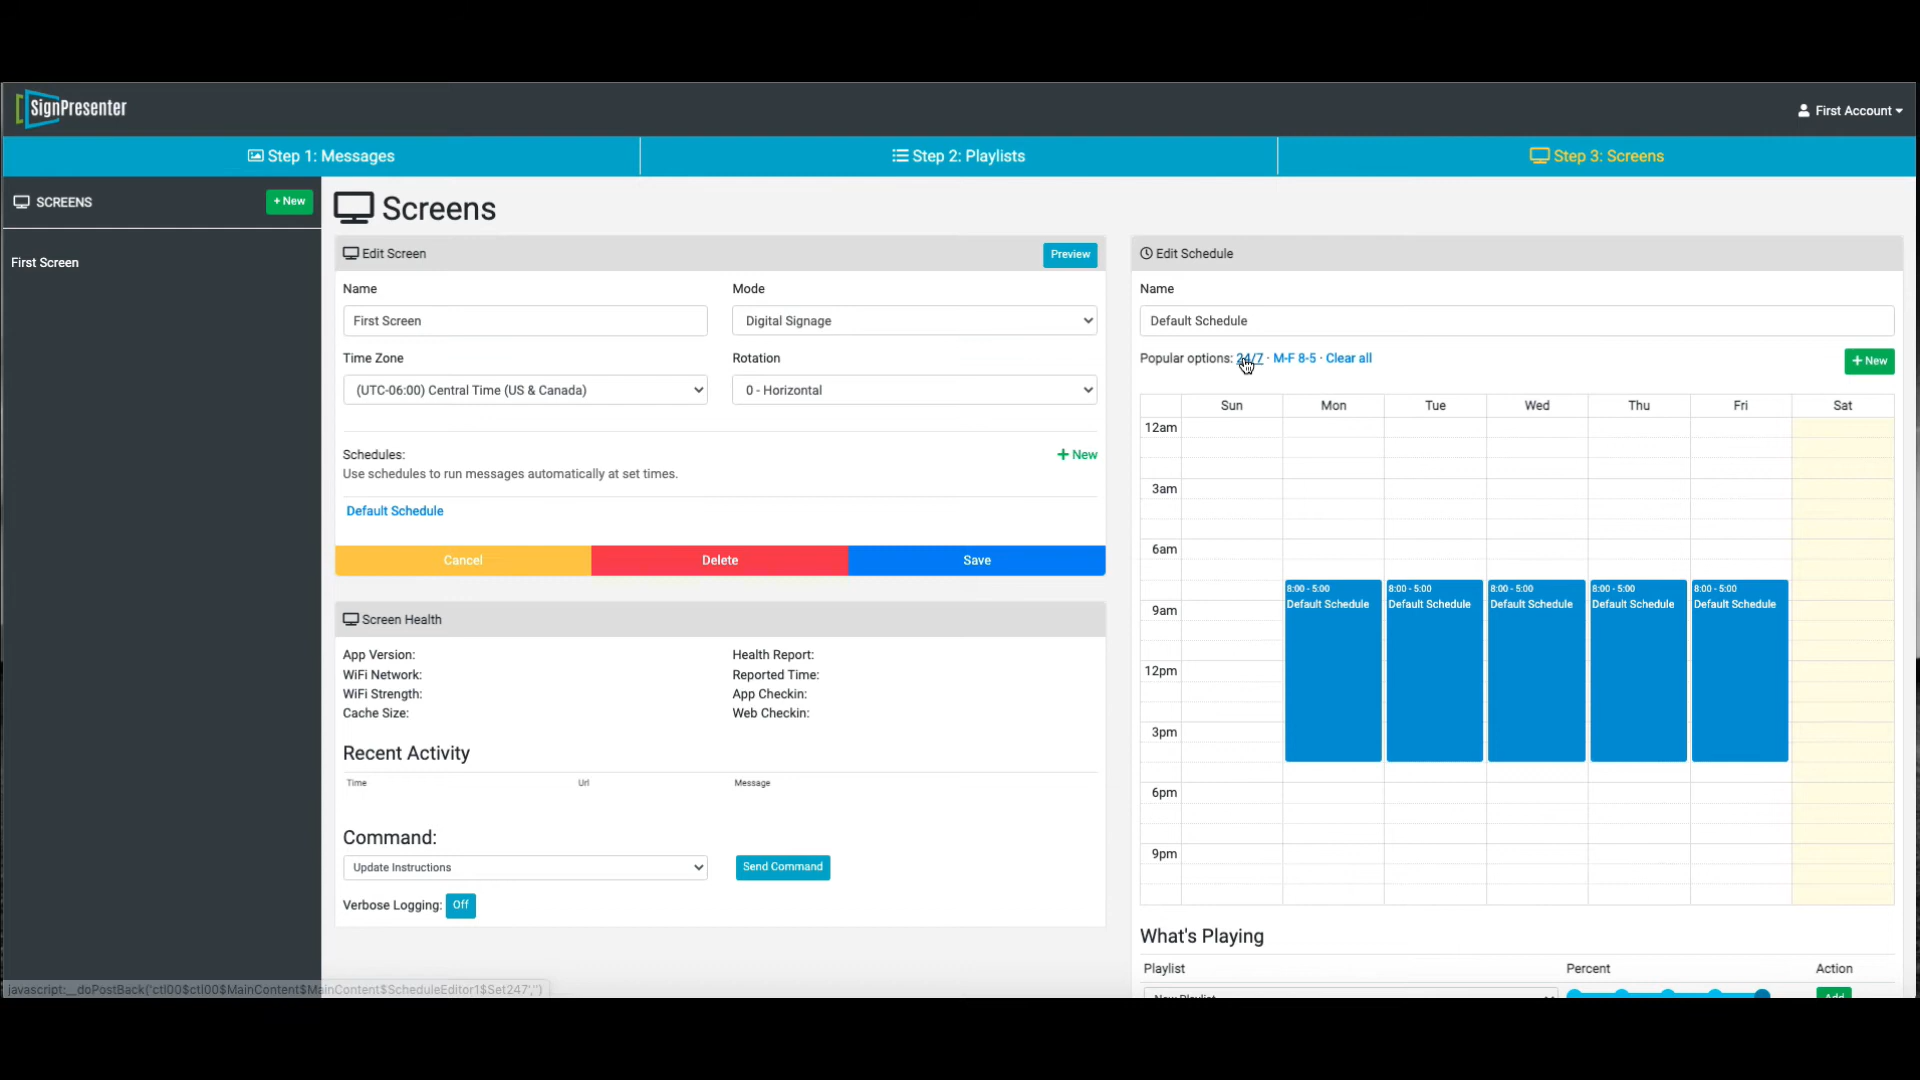 SignPresenter
First Account
Step 1: Messages
Step 2: Playlists
Step 3: Screens
SCREENS
+ New
First Screen
Screens
Edit Screen
Preview
Name
Mode
First Screen
Digital Signage
Time Zone
Rotation
(UTC-06:00) Central Time (US & Canada)
0 - Horizontal
Schedules:
+ New
Use schedules to run messages automatically at set times.
Default Schedule
Cancel
Delete
Save
Screen Health
App Version:
WiFi Network:
WiFi Strength:
Cache Size:
Health Report:
Reported Time:
App Checkin:
Web Checkin:
Recent Activity
Time Url Message
Command:
Update Instructions
Send Command
Verbose Logging: Off
Edit Schedule
Name
Default Schedule
Popular options: 24/7 · M-F 8-5 · Clear all
+ New
Sun Mon Tue Wed Thu Fri Sat
12am
3am
6am
8:00 - 5:00
Default Schedule
8:00 - 5:00
Default Schedule
8:00 - 5:00
Default Schedule
8:00 - 5:00
Default Schedule
8:00 - 5:00
Default Schedule
9am
12pm
3pm
6pm
9pm
What's Playing
Playlist Percent Action
New Playlist
Add
javascript:__doPostBack('ctl00$ctl00$MainContent$MainContent$ScheduleEditor1$Set247','')